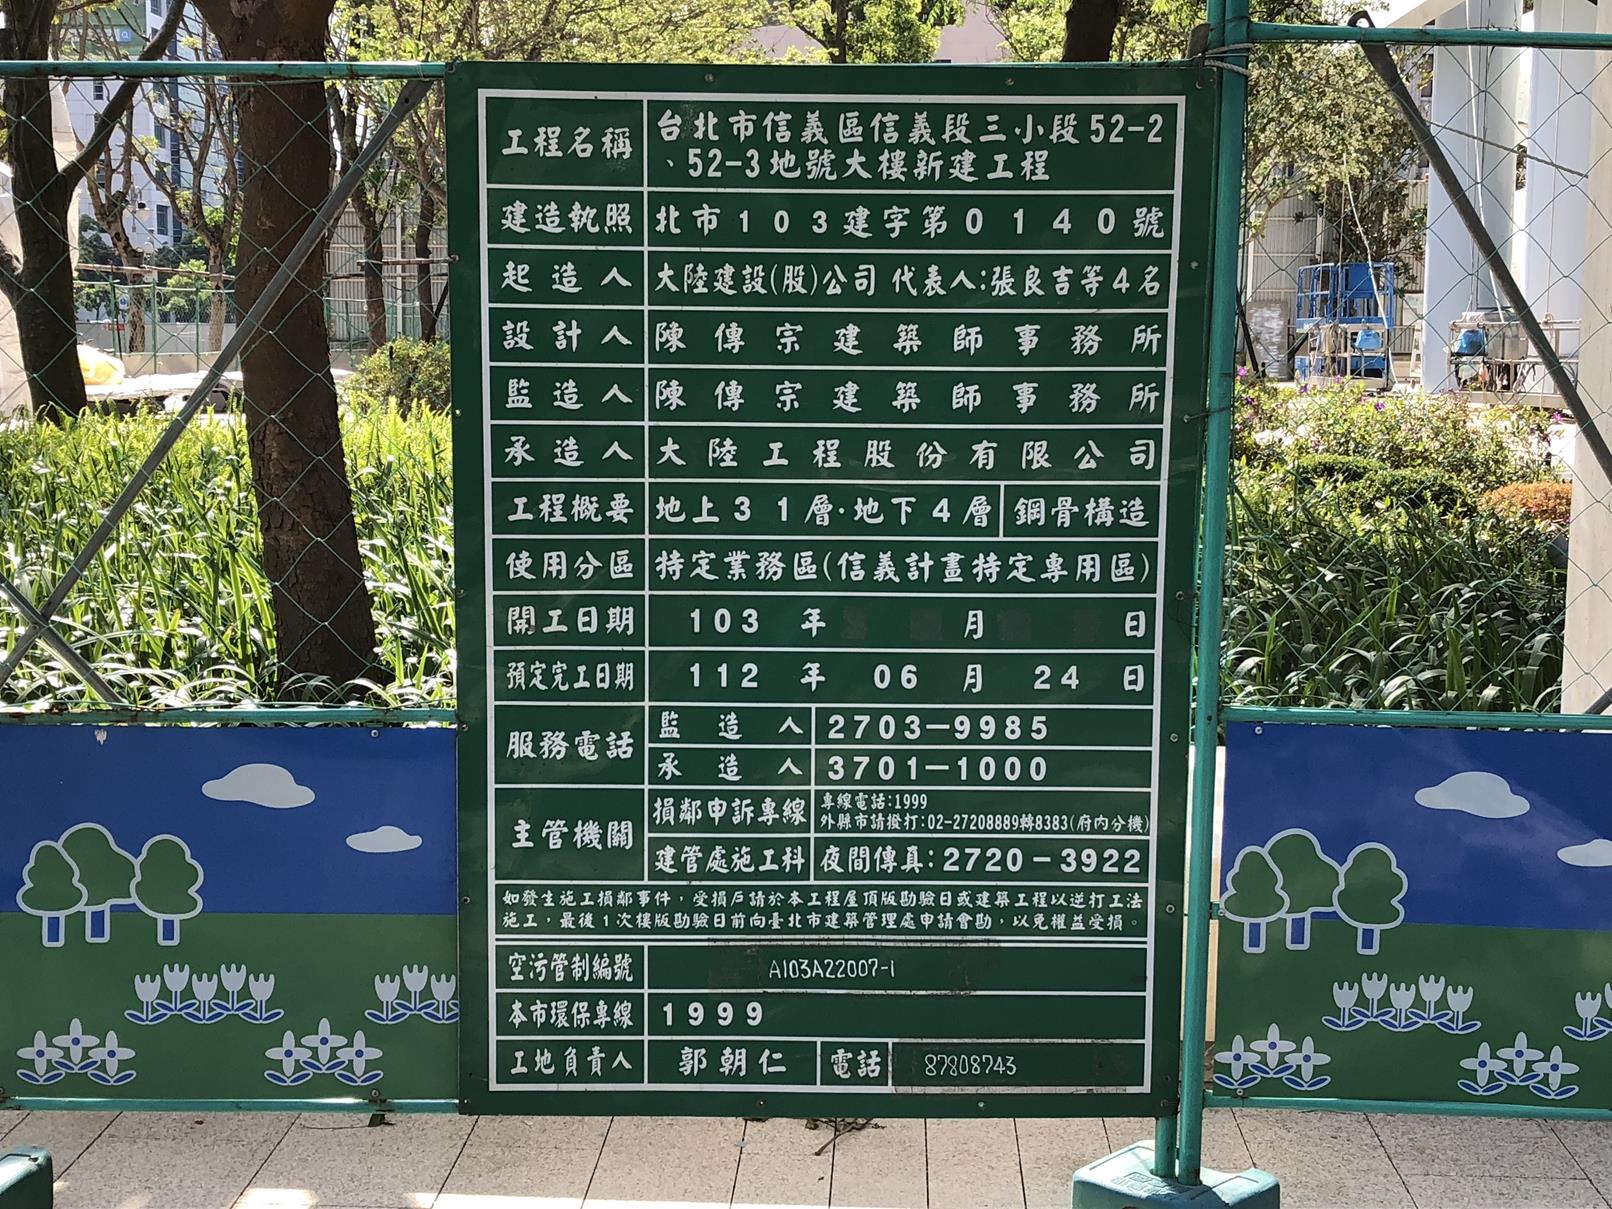 工程名稱 台北市信義區信義段三小段52-2
、52-3地號大樓新建工程
建造執照 北市103建字第0140號
起造人 大陸建設(股)公司 代表人:張良吉等4名
設計人 陳傳宗建築師事務所
監造人 陳傳宗建築師事務所
承造人 大陸工程股份有限公司
工程概要 地上31層·地下4層 鋼骨構造
使用分區 特定業務區(信義計畫特定專用區)
開工日期 103年 月 日
預定完工日期 112年06月24日
服務電話 監造人 2703-9985
承造人 3701-1000
主管機關 損鄰申訴專線 專線電話:1999
外縣市請撥打:02-27208889轉8383(府內分機)
建管處施工科 夜間傳真:2720-3922
如發生施工損鄰事件，受損戶請於本工程屋頂版勘驗日或建築工程以逆打工法
施工，最後1次樓版勘驗日前向臺北市建築管理處申請會勘，以免權益受損。
空污管制編號 A103A22007-1
本市環保專線 1999
工地負責人 郭朝仁 電話 87808743